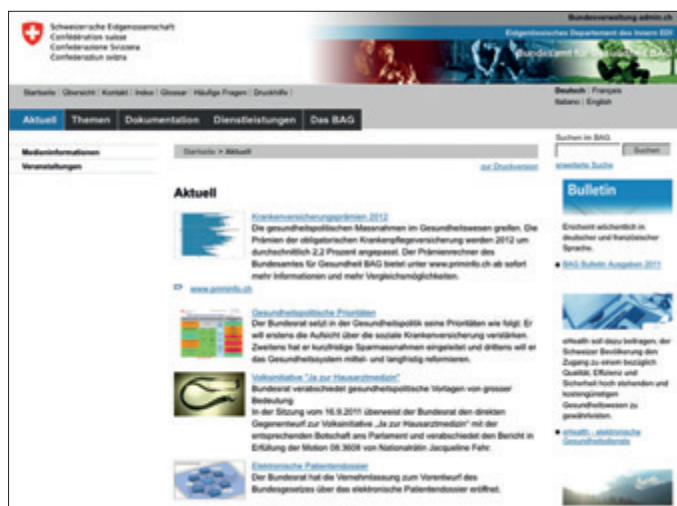 Schweizerische Eidgenossenschaft
Confédération suisse
Confederazione Svizzera
Confederaziun svizra
Bundesverwaltung admin.ch
Eidgenössisches Departement des Innern EDI
Bundesamt für Gesundheit BAG
Startseite | Übersicht | Kontakt | Index | Glossar | Häufige Fragen | Druckhilfe |
Deutsch | Français
Italiano | English
Aktuell Themen Dokumentation Dienstleistungen Das BAG
Medieninformationen
Veranstaltungen
Startseite > Aktuell
zur Druckversion
Aktuell
Krankenversicherungsprämien 2012
Die gesundheitspolitischen Massnahmen im Gesundheitswesen greifen. Die
Prämien der obligatorischen Krankenpflegeversicherung werden 2012 um
durchschnittlich 2,2 Prozent angepasst. Der Prämienrechner des
Bundesamtes für Gesundheit BAG bietet unter www.priminfo.ch ab sofort
mehr Informationen und mehr Vergleichsmöglichkeiten.
www.priminfo.ch
Gesundheitspolitische Prioritäten
Der Bundesrat setzt in der Gesundheitspolitik seine Prioritäten wie folgt: Er
will erstens die Aufsicht über die soziale Krankenversicherung verstärken.
Zweitens hat er kurzfristige Sparmassnahmen eingeleitet und drittens will er
das Gesundheitssystem mittel- und langfristig reformieren.
Volksinitiative "Ja zur Hausarztmedizin"
Bundesrat verabschiedet gesundheitspolitische Vorlagen von grosser
Bedeutung
In der Sitzung vom 16.9.2011 überweist der Bundesrat den direkten
Gegenentwurf zur Volksinitiative „Ja zur Hausarztmedizin" mit der
entsprechenden Botschaft ans Parlament und verabschiedet den Bericht in
Erfüllung der Motion 08.3608 von Nationalrätin Jacqueline Fehr.
Elektronische Patientendossier
Der Bundesrat hat die Vernehmlassung zum Vorentwurf des
Bundesgesetzes über das elektronische Patientendossier eröffnet.
Suchen im BAG
Suchen
erweiterte Suche
Bulletin
Erscheint wöchentlich in
deutscher und französischer
Sprache.
BAG Bulletin Ausgaben 2011
eHealth soll dazu beitragen, der
Schweizer Bevölkerung den
Zugang zu einem bezüglich
Qualität, Effizienz und
Sicherheit hoch stehenden und
kostengünstigen
Gesundheitswesen zu
gewährleisten.
eHealth - elektronische
Gesundheitsdienste